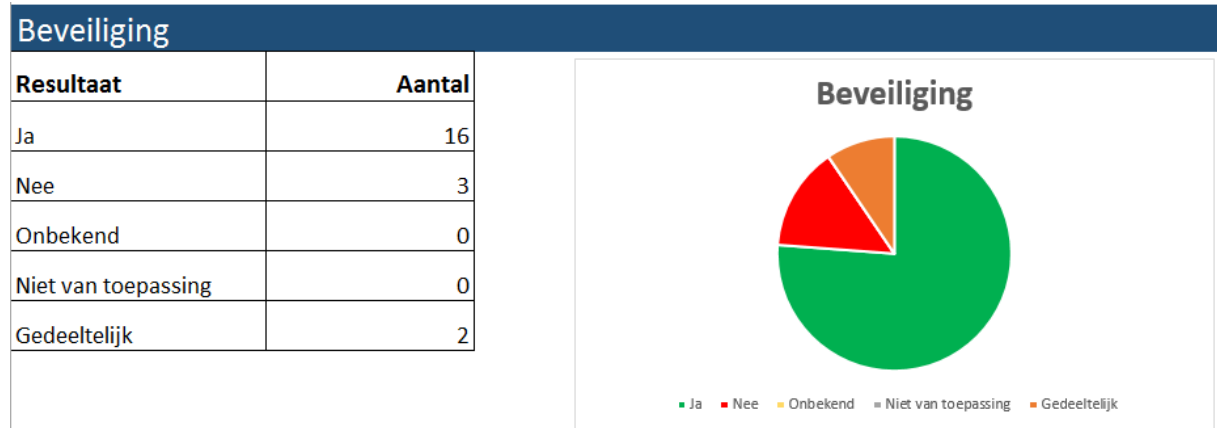 Beveiliging
Resultaat Aantal
Ja 16
Nee 3
Onbekend 0
Niet van toepassing 0
Gedeeltelijk 2
Beveiliging
Ja Nee Onbekend Niet van toepassing Gedeeltelijk